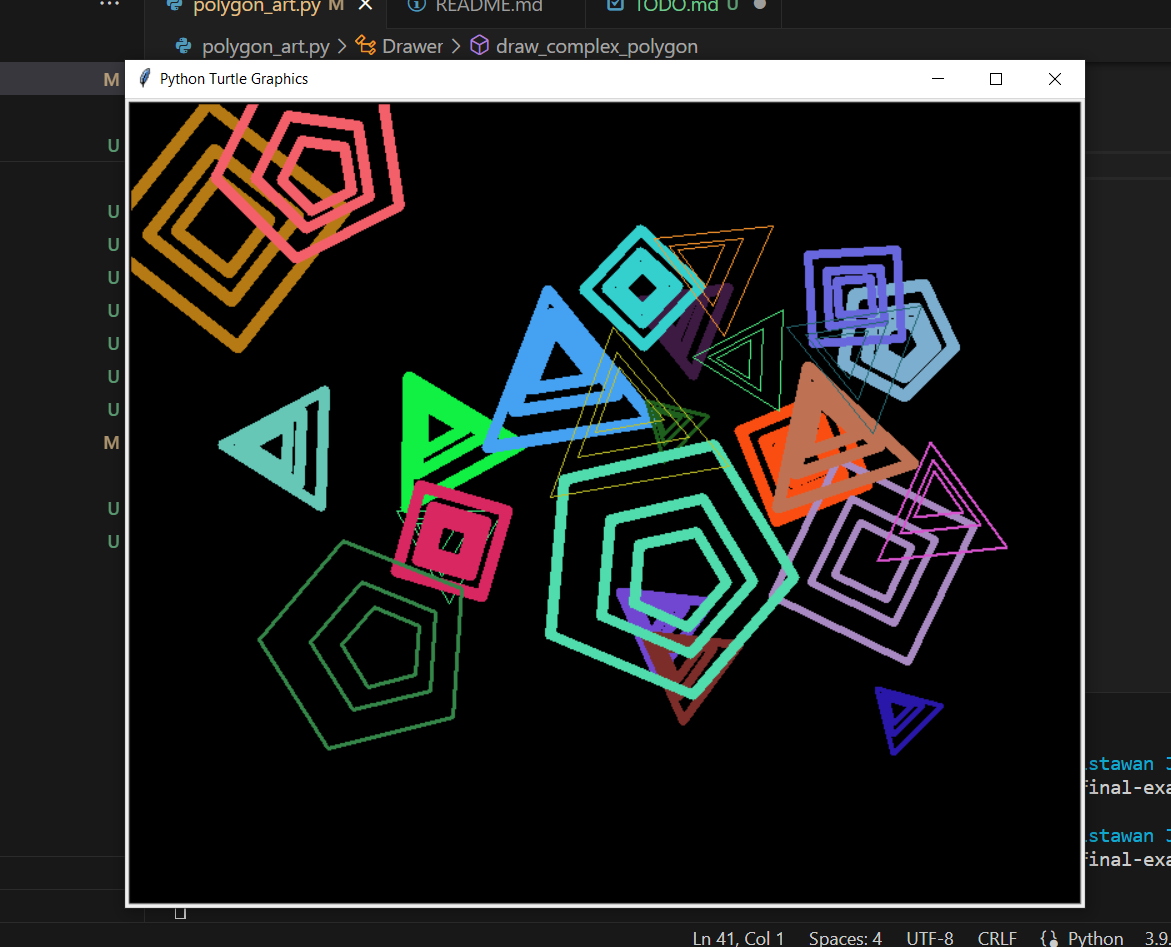 polygon_art.py M README.md TODO.md U
polygon_art.py > Drawer > draw_complex_polygon
M
Python Turtle Graphics
U
U
U
U
U
U
U
U
M
U
U
stawan
final-exa
stawan
final-exa
Ln 41, Col 1 Spaces: 4 UTF-8 CRLF Python 3.9